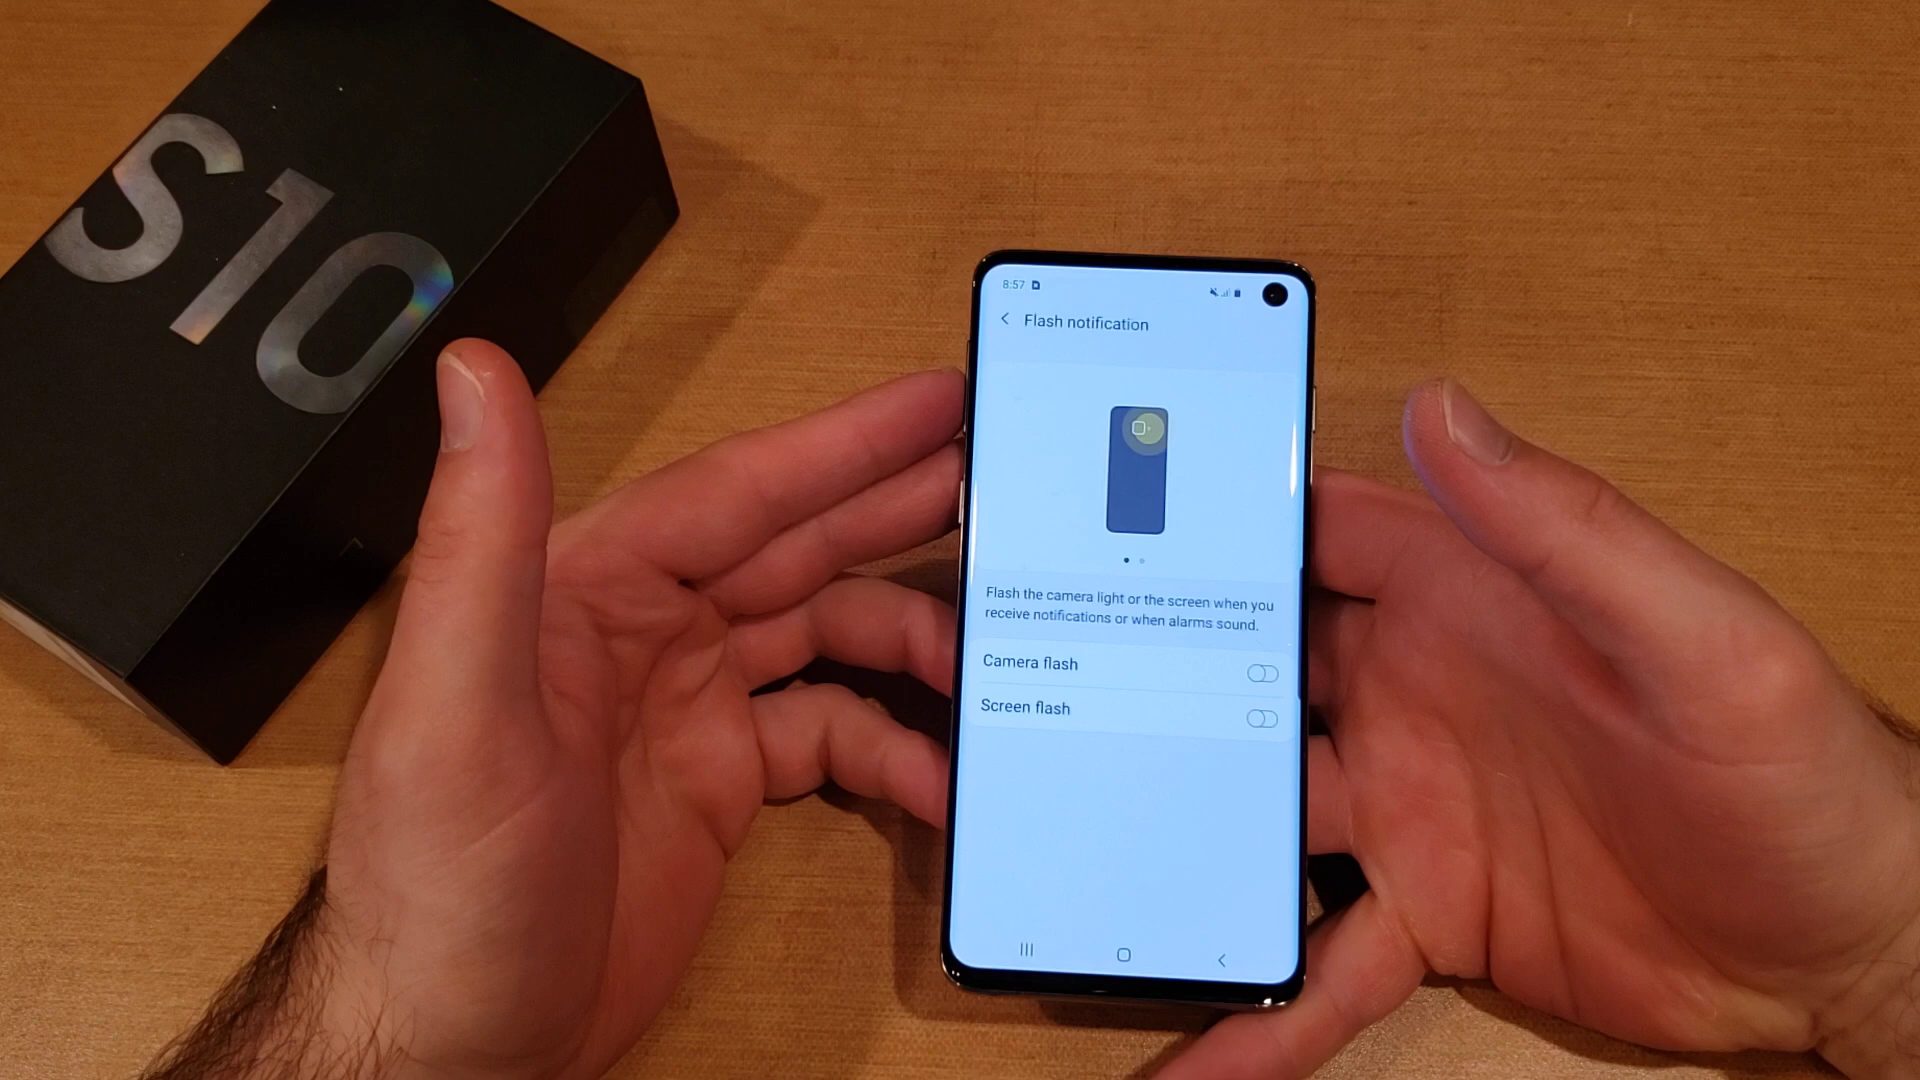 S10
8:57
Flash notification
Flash the camera light or the screen when you
receive notifications or when alarms sound.
Camera flash
Screen flash